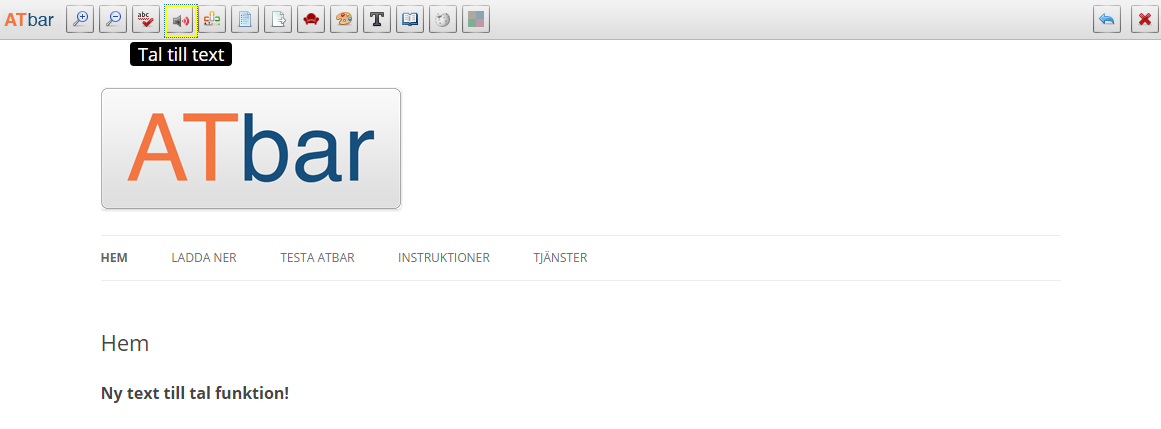 ATbar
abc
Tal till text
ATbar
HEM LADDA NER TESTA ATBAR INSTRUKTIONER TJÄNSTER
Hem
Ny text till tal funktion!